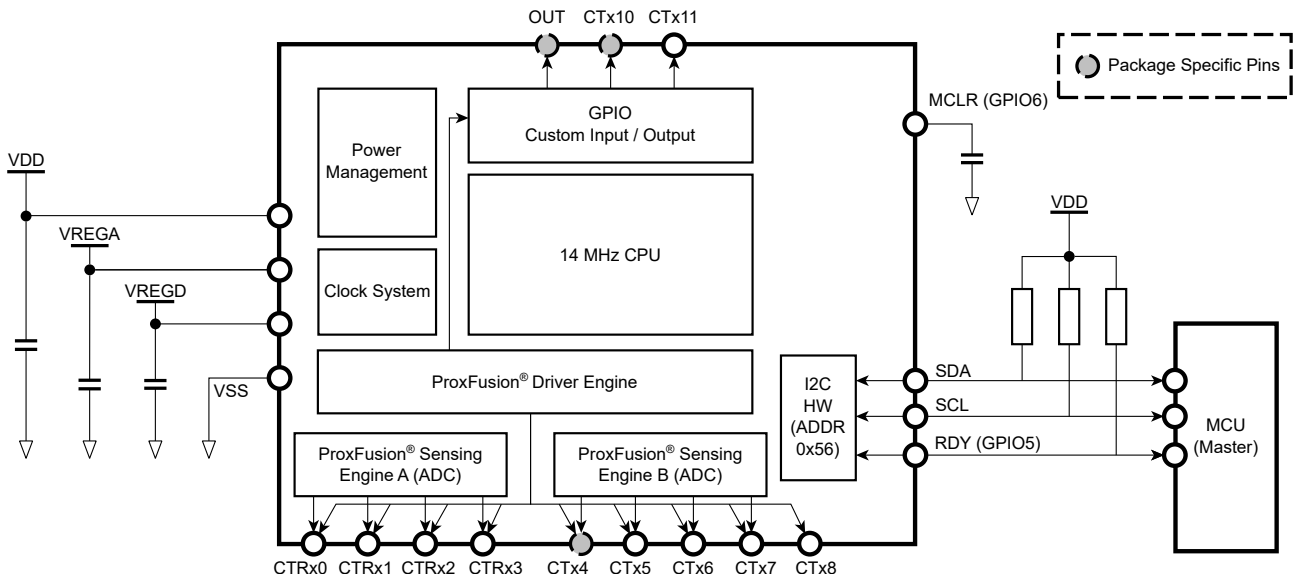 OUT CTx10 CTx11
Package Specific Pins
MCLR (GPIO6)
GPIO
Custom Input / Output
Power
Management
VDD
VREGA
VREGD
VSS
Clock System
14 MHz CPU
VDD
ProxFusion® Driver Engine
I2C
HW
(ADDR
0x56)
SDA
SCL
RDY (GPIO5)
MCU
(Master)
ProxFusion® Sensing
Engine A (ADC)
ProxFusion® Sensing
Engine B (ADC)
CTRx0 CTRx1 CTRx2 CTRx3 CTx4 CTx5 CTx6 CTx7 CTx8